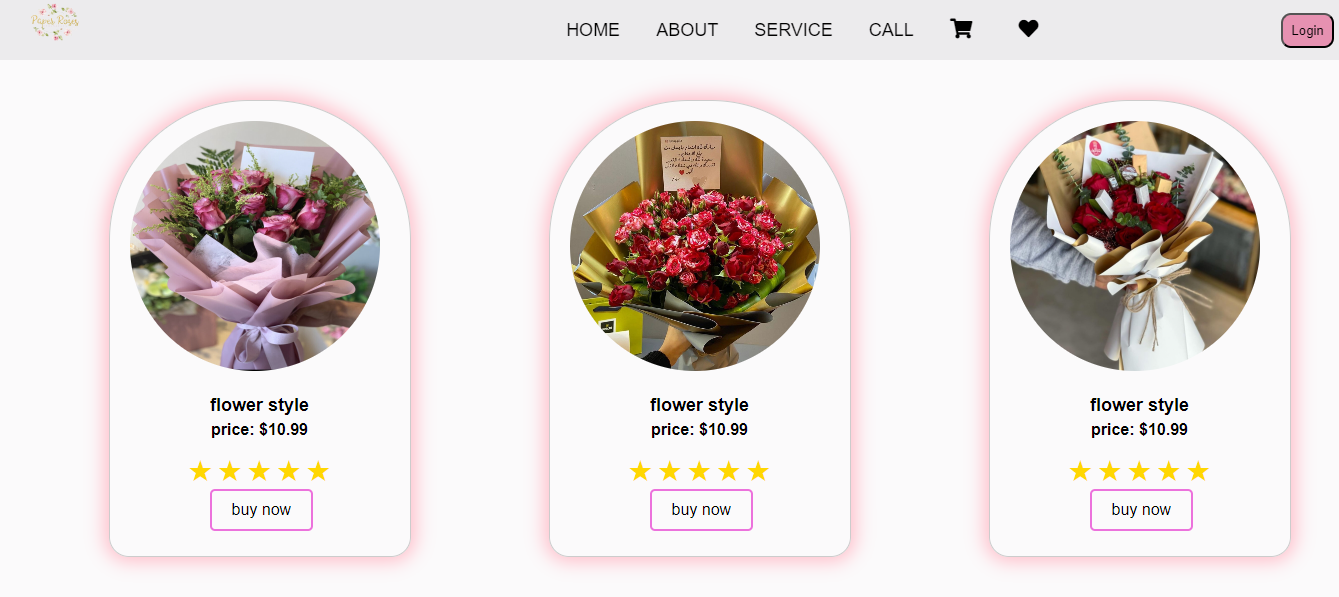 Paper Roses
HOME ABOUT SERVICE CALL
Login
flower style
price: $10.99
buy now
flower style
price: $10.99
buy now
flower style
price: $10.99
buy now